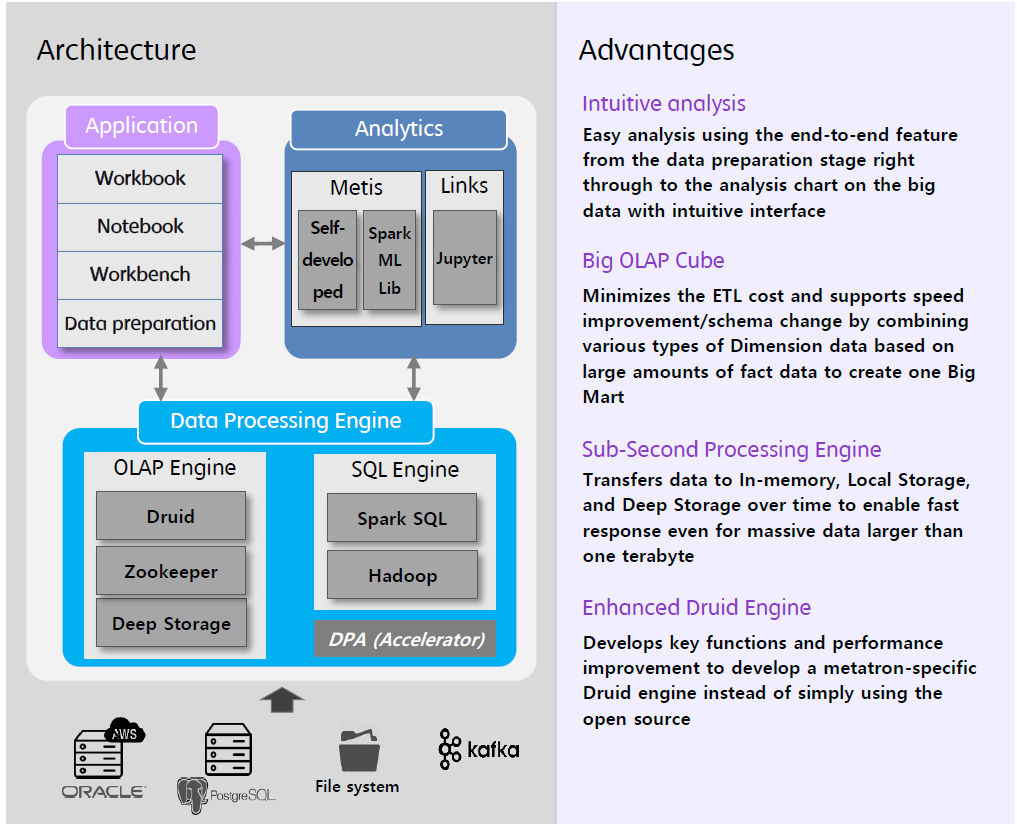 Architecture
Application
Workbook
Notebook
Workbench
Data preparation
Analytics
Metis
Self-
develo
ped
Spark
ML
Lib
Links
Jupyter
Data Processing Engine
OLAP Engine
Druid
Zookeeper
Deep Storage
SQL Engine
Spark SQL
Hadoop
DPA (Accelerator)
AWS
ORACLE
PostgreSQL
File system
kafka
Advantages
Intuitive analysis
Easy analysis using the end-to-end feature
from the data preparation stage right
through to the analysis chart on the big
data with intuitive interface
Big OLAP Cube
Minimizes the ETL cost and supports speed
improvement/schema change by combining
various types of Dimension data based on
large amounts of fact data to create one Big
Mart
Sub-Second Processing Engine
Transfers data to In-memory, Local Storage,
and Deep Storage over time to enable fast
response even for massive data larger than
one terabyte
Enhanced Druid Engine
Develops key functions and performance
improvement to develop a metatron-specific
Druid engine instead of simply using the
open source